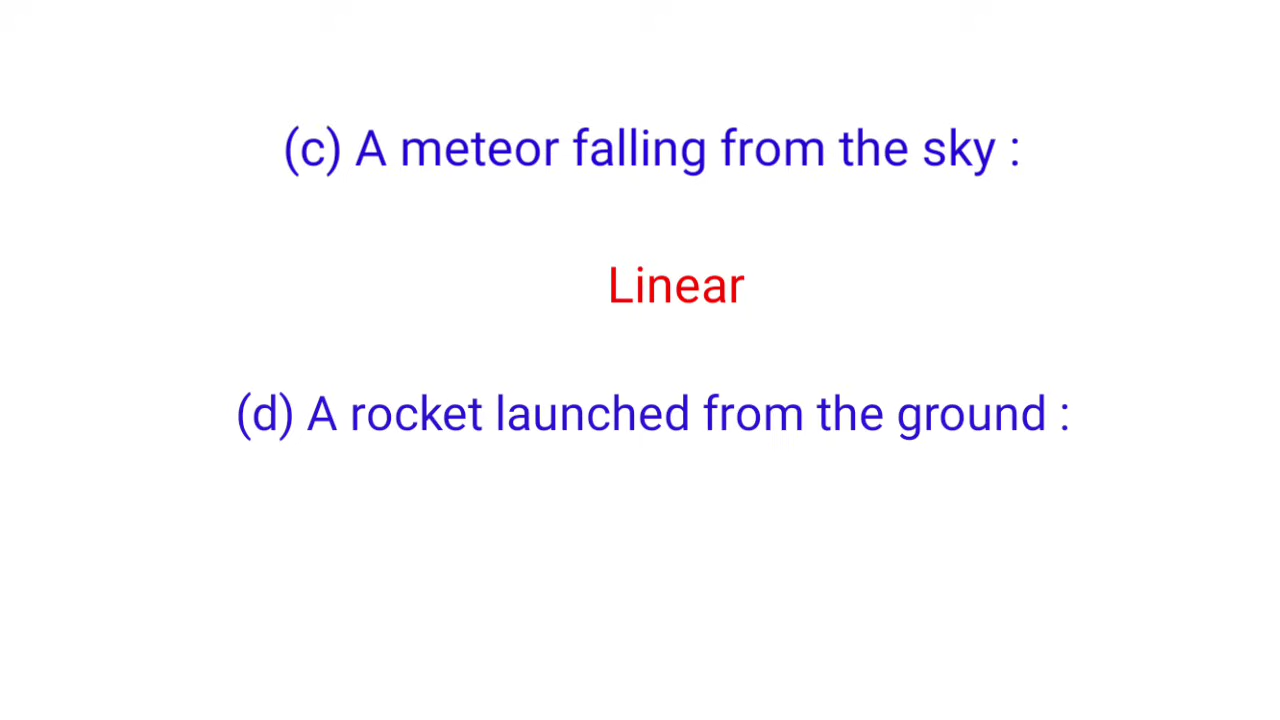 (c) A meteor falling from the sky :
Linear
(d) A rocket launched from the ground :